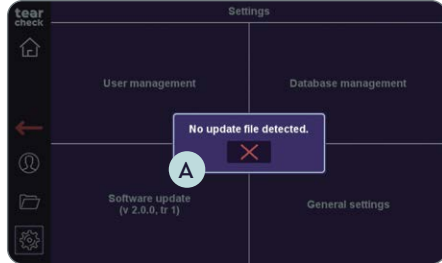 tear
check
Settings
User management
Database management
No update file detected.
A
Software update
(v 2.0.0, tr 1)
General settings